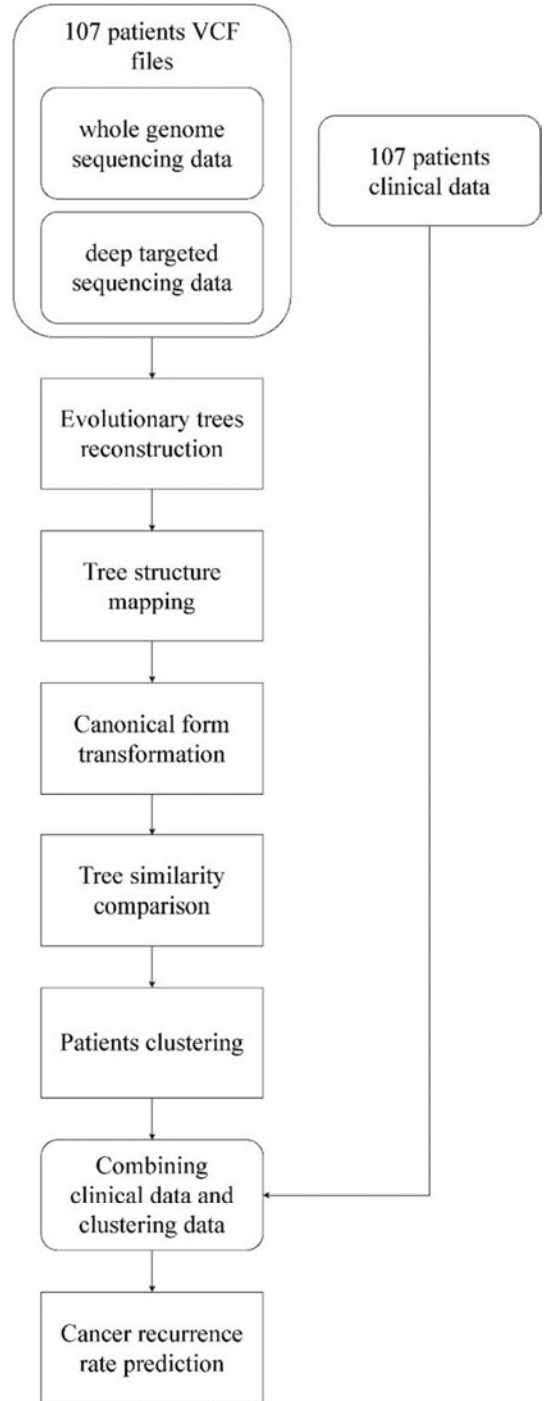 107 patients VCF
files
whole genome
sequencing data
deep targeted
sequencing data
107 patients
clinical data
Evolutionary trees
reconstruction
Tree structure
mapping
Canonical form
transformation
Tree similarity
comparison
Patients clustering
Combining
clinical data and
clustering data
Cancer recurrence
rate prediction